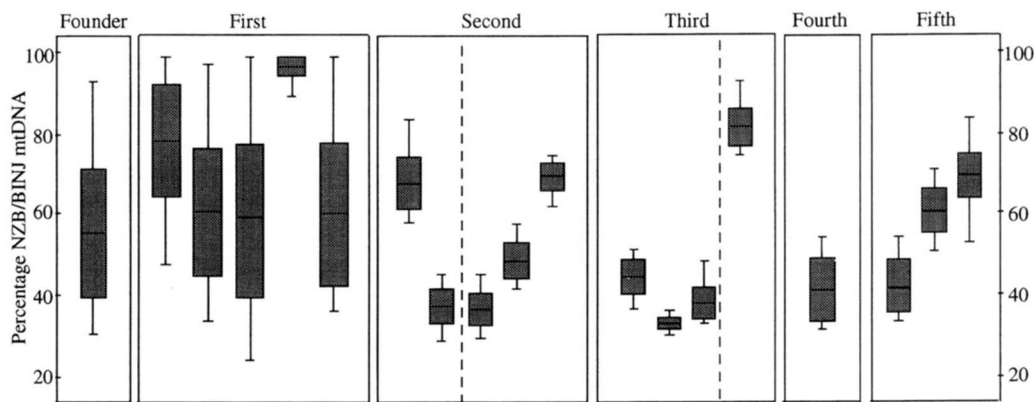 Founder First Second Third Fourth Fifth
Percentage NZB/BINJ mtDNA
100 100
80 80
60 60
40 40
20 20